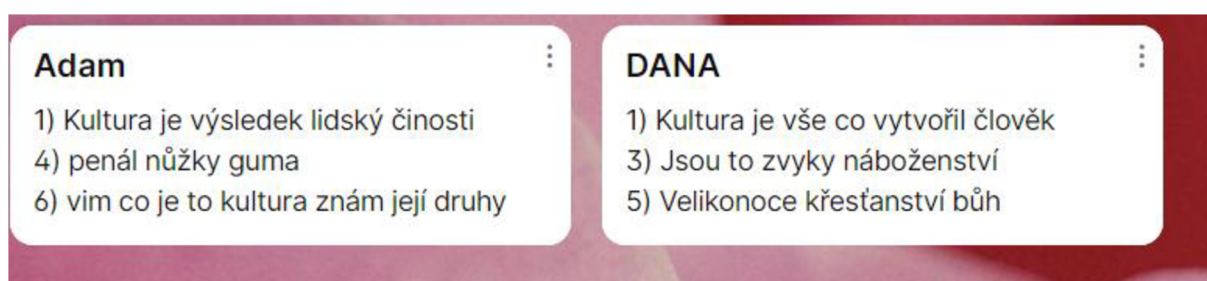 Adam
1) Kultura je výsledek lidský činosti
4) penál nůžky guma
6) vim co je to kultura znám její druhy
DANA
1) Kultura je vše co vytvořil člověk
3) Jsou to zvyky náboženství
5) Velikonoce křesťanství bůh